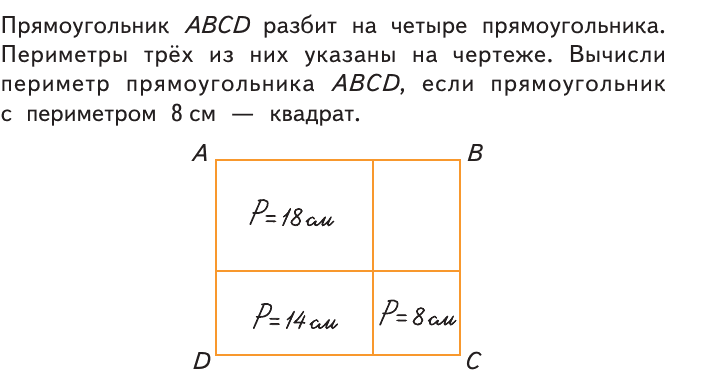 Прямоугольник ABCD разбит на четыре прямоугольника.
Периметры трёх из них указаны на чертеже. Вычисли
периметр прямоугольника ABCD, если прямоугольник
с периметром 8 см — квадрат.
A B
P=18 см
P=14 см P=8 см
D C